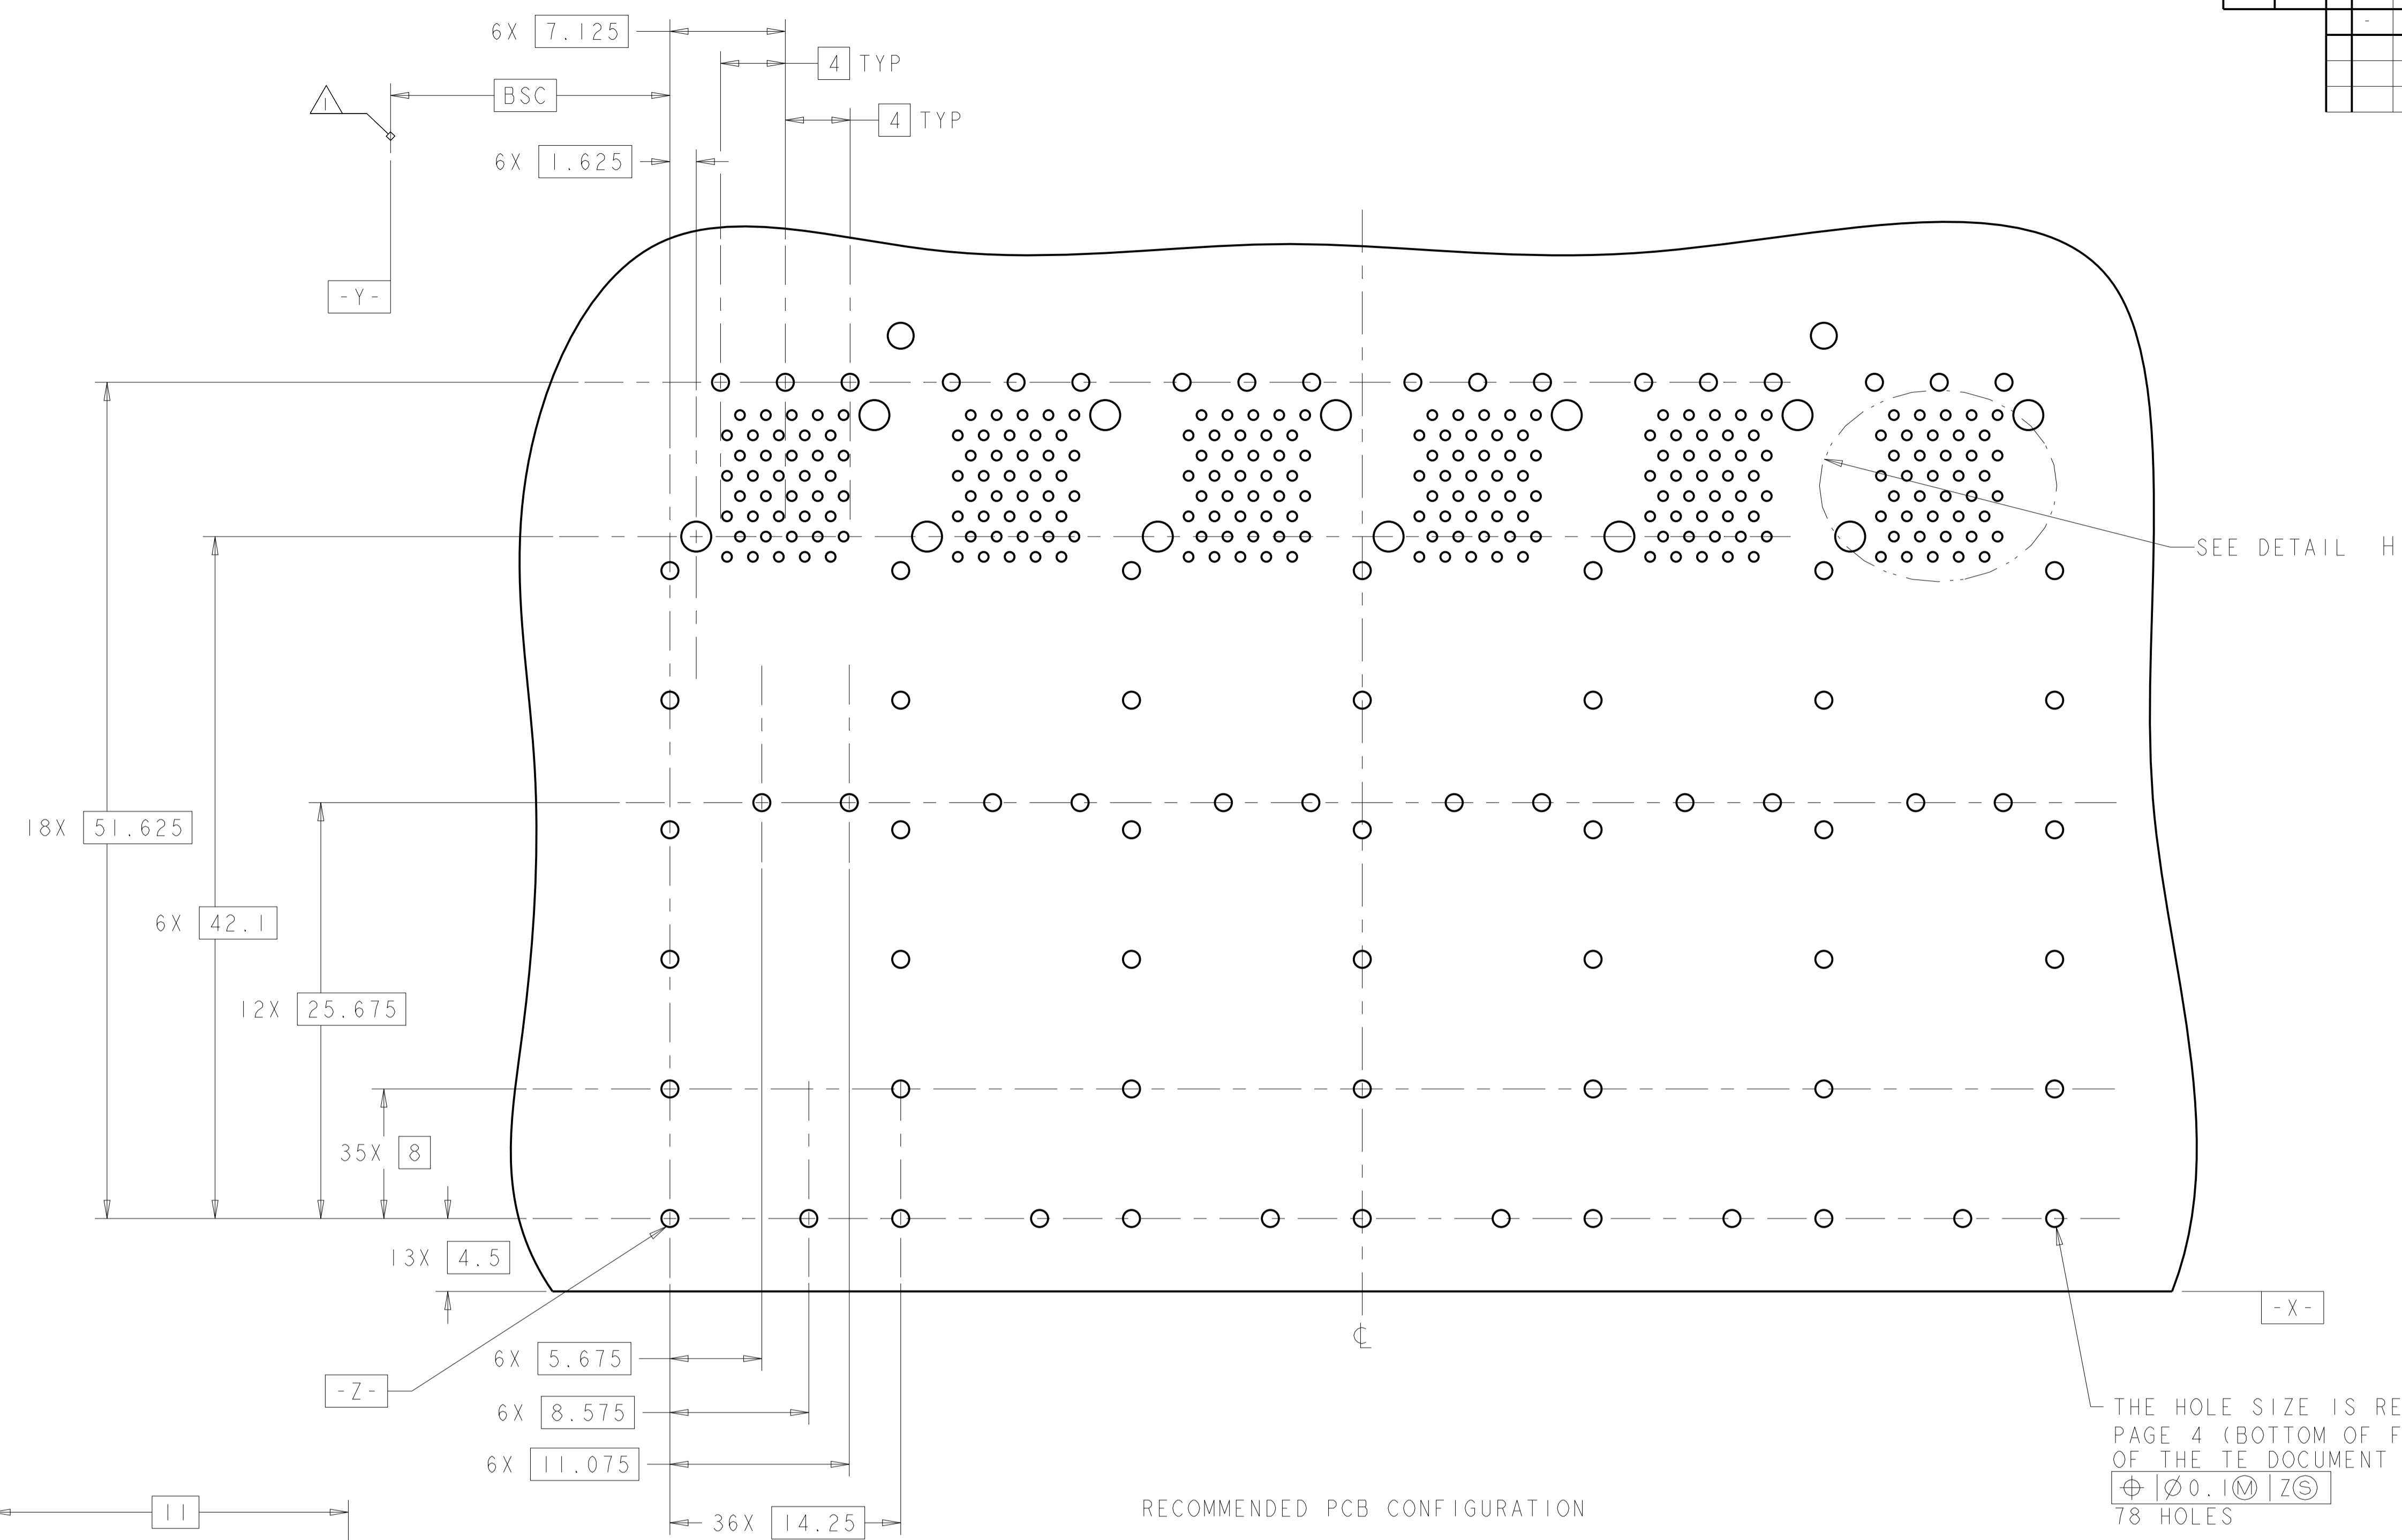 6X 7.125
4 TYP
BSC
1
4 TYP
6X 1.625
-Y-
SEE DETAIL H
18X 51.625
6X 42.1
12X 25.675
35X 8
13X 4.5
-X-
6X 5.675
-Z-
6X 8.575
6X 11.075
THE HOLE SIZE IS RE
PAGE 4 (BOTTOM OF F
OF THE TE DOCUMENT
⌖ Ø0.1Ⓜ ZⓈ
78 HOLES
11
36X 14.25
RECOMMENDED PCB CONFIGURATION